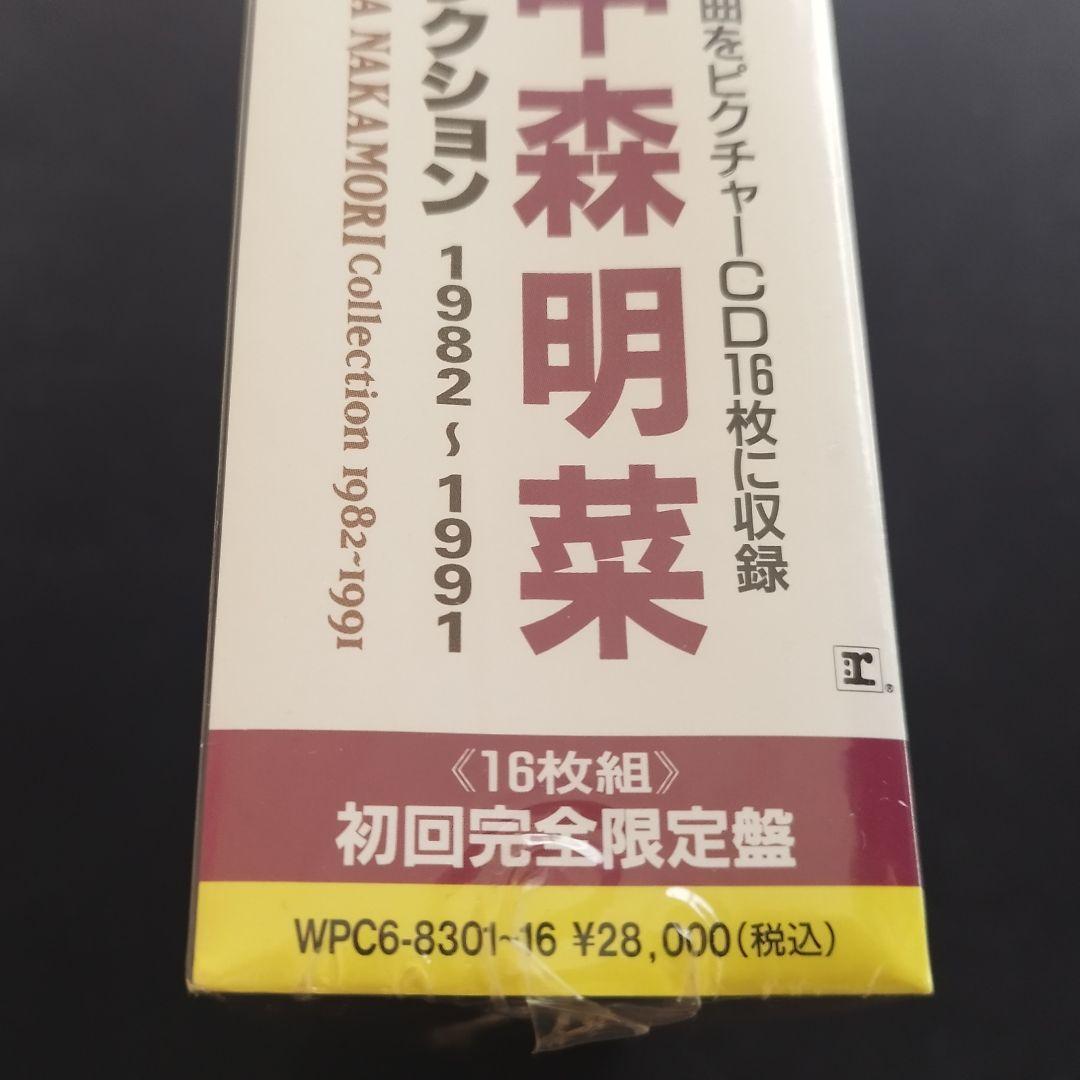 曲をピクチャーCD16枚に収録
中森明菜
クション 1982～1991
A NAKAMORI Collection 1982~1991
r
®
《16枚組》
初回完全限定盤
WPC6-8301~16 ¥28,000(税込)